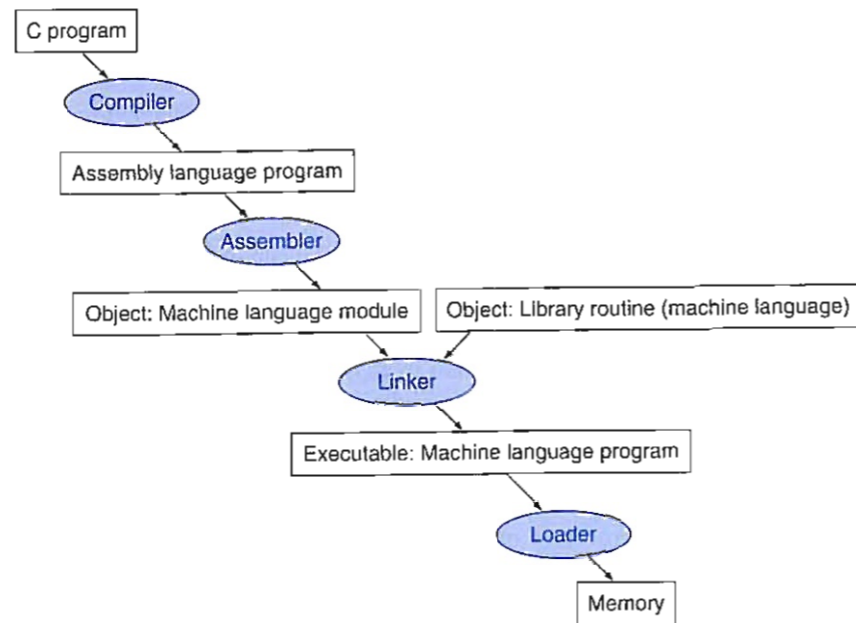 C program
Compiler
Assembly language program
Assembler
Object: Machine language module
Object: Library routine (machine language)
Linker
Executable: Machine language program
Loader
Memory